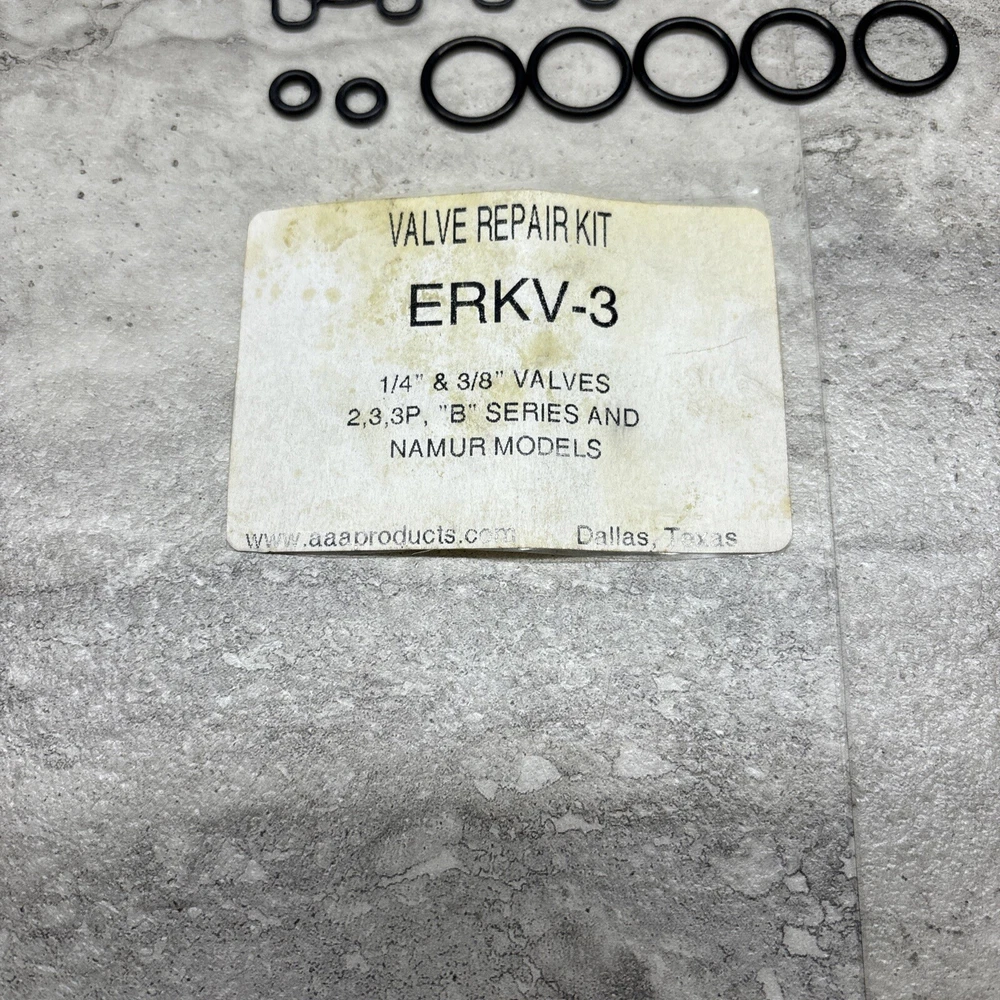 VALVE REPAIR KIT
ERKV-3
1/4" & 3/8" VALVES
2,3,3P, "B" SERIES AND
NAMUR MODELS
www.aaaproducts.com Dallas, Texas